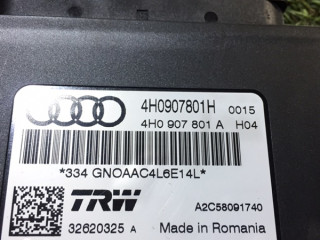 4H0907801H 0015
4H0 907 801 A H04
*334 GNOAAC4L6E14L*
TRW A2C58091740
32620325 A Made in Romania